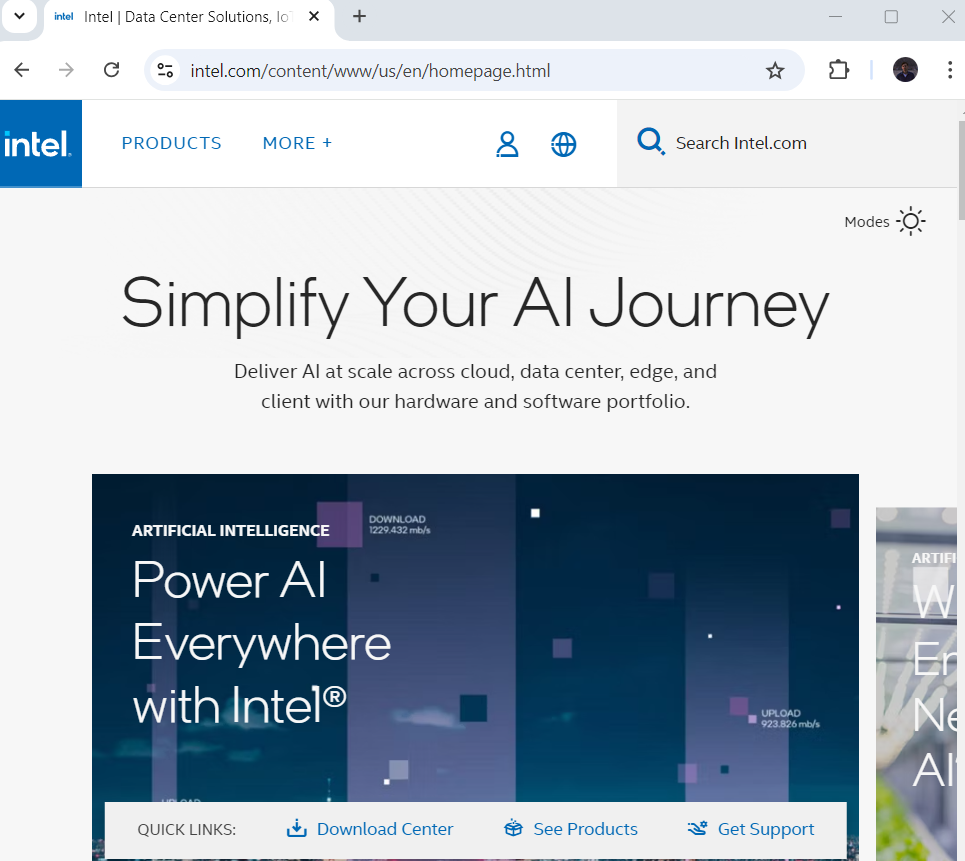 intel Intel | Data Center Solutions, Io
intel.com/content/www/us/en/homepage.html
intel.
PRODUCTS
MORE +
Search Intel.com
Modes
Simplify Your AI Journey
Deliver AI at scale across cloud, data center, edge, and
client with our hardware and software portfolio.
ARTIFICIAL INTELLIGENCE
DOWNLOAD
1229.432 mb/s
Power AI
Everywhere
with Intel®
UPLOAD
923.826 mb/s
UPLOAD
ARTIFI
W
En
Ne
AI
QUICK LINKS:
Download Center
See Products
Get Support